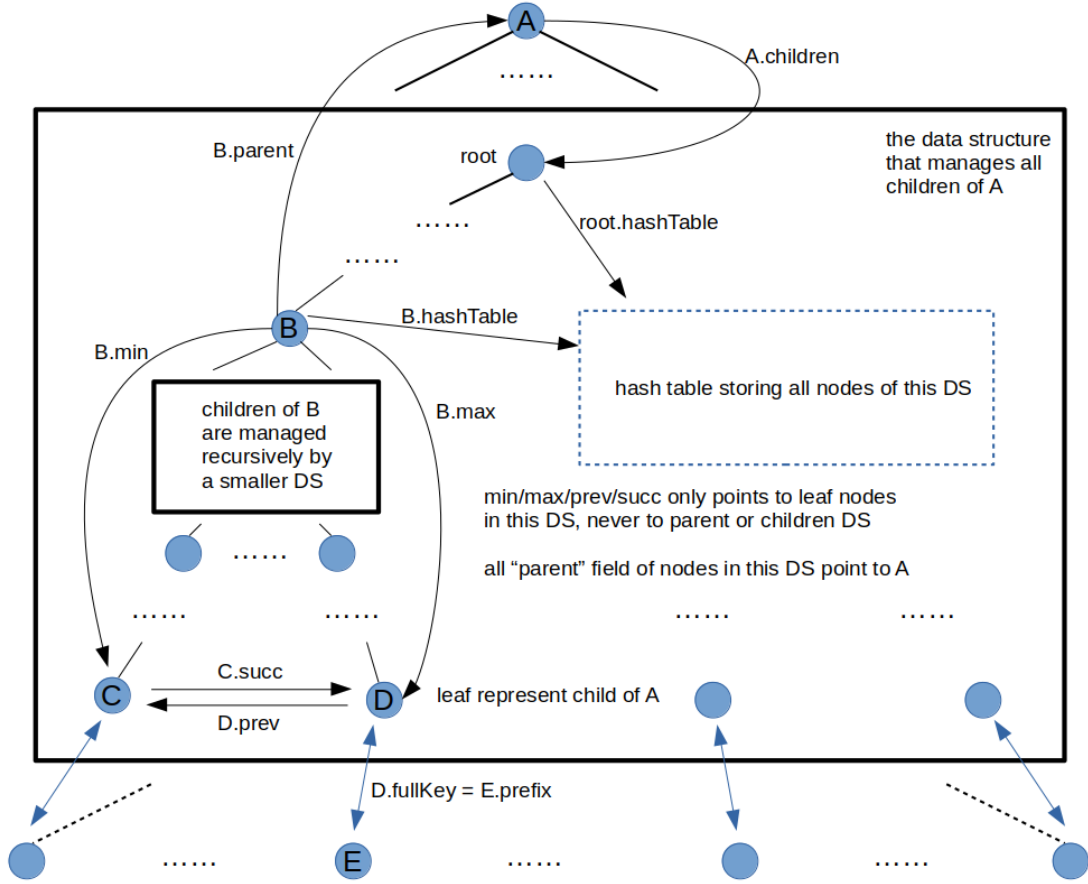 A
……
A.children
B.parent
the data structure
that manages all
children of A
root
root.hashTable
……
……
B
B.hashTable
B.min
B.max
hash table storing all nodes of this DS
children of B
are managed
recursively by
a smaller DS
min/max/prev/succ only points to leaf nodes
in this DS, never to parent or children DS
……
all “parent” field of nodes in this DS point to A
……
……
……
……
C
C.succ
D.prev
D
leaf represent child of A
D.fullKey = E.prefix
……
E
……
……